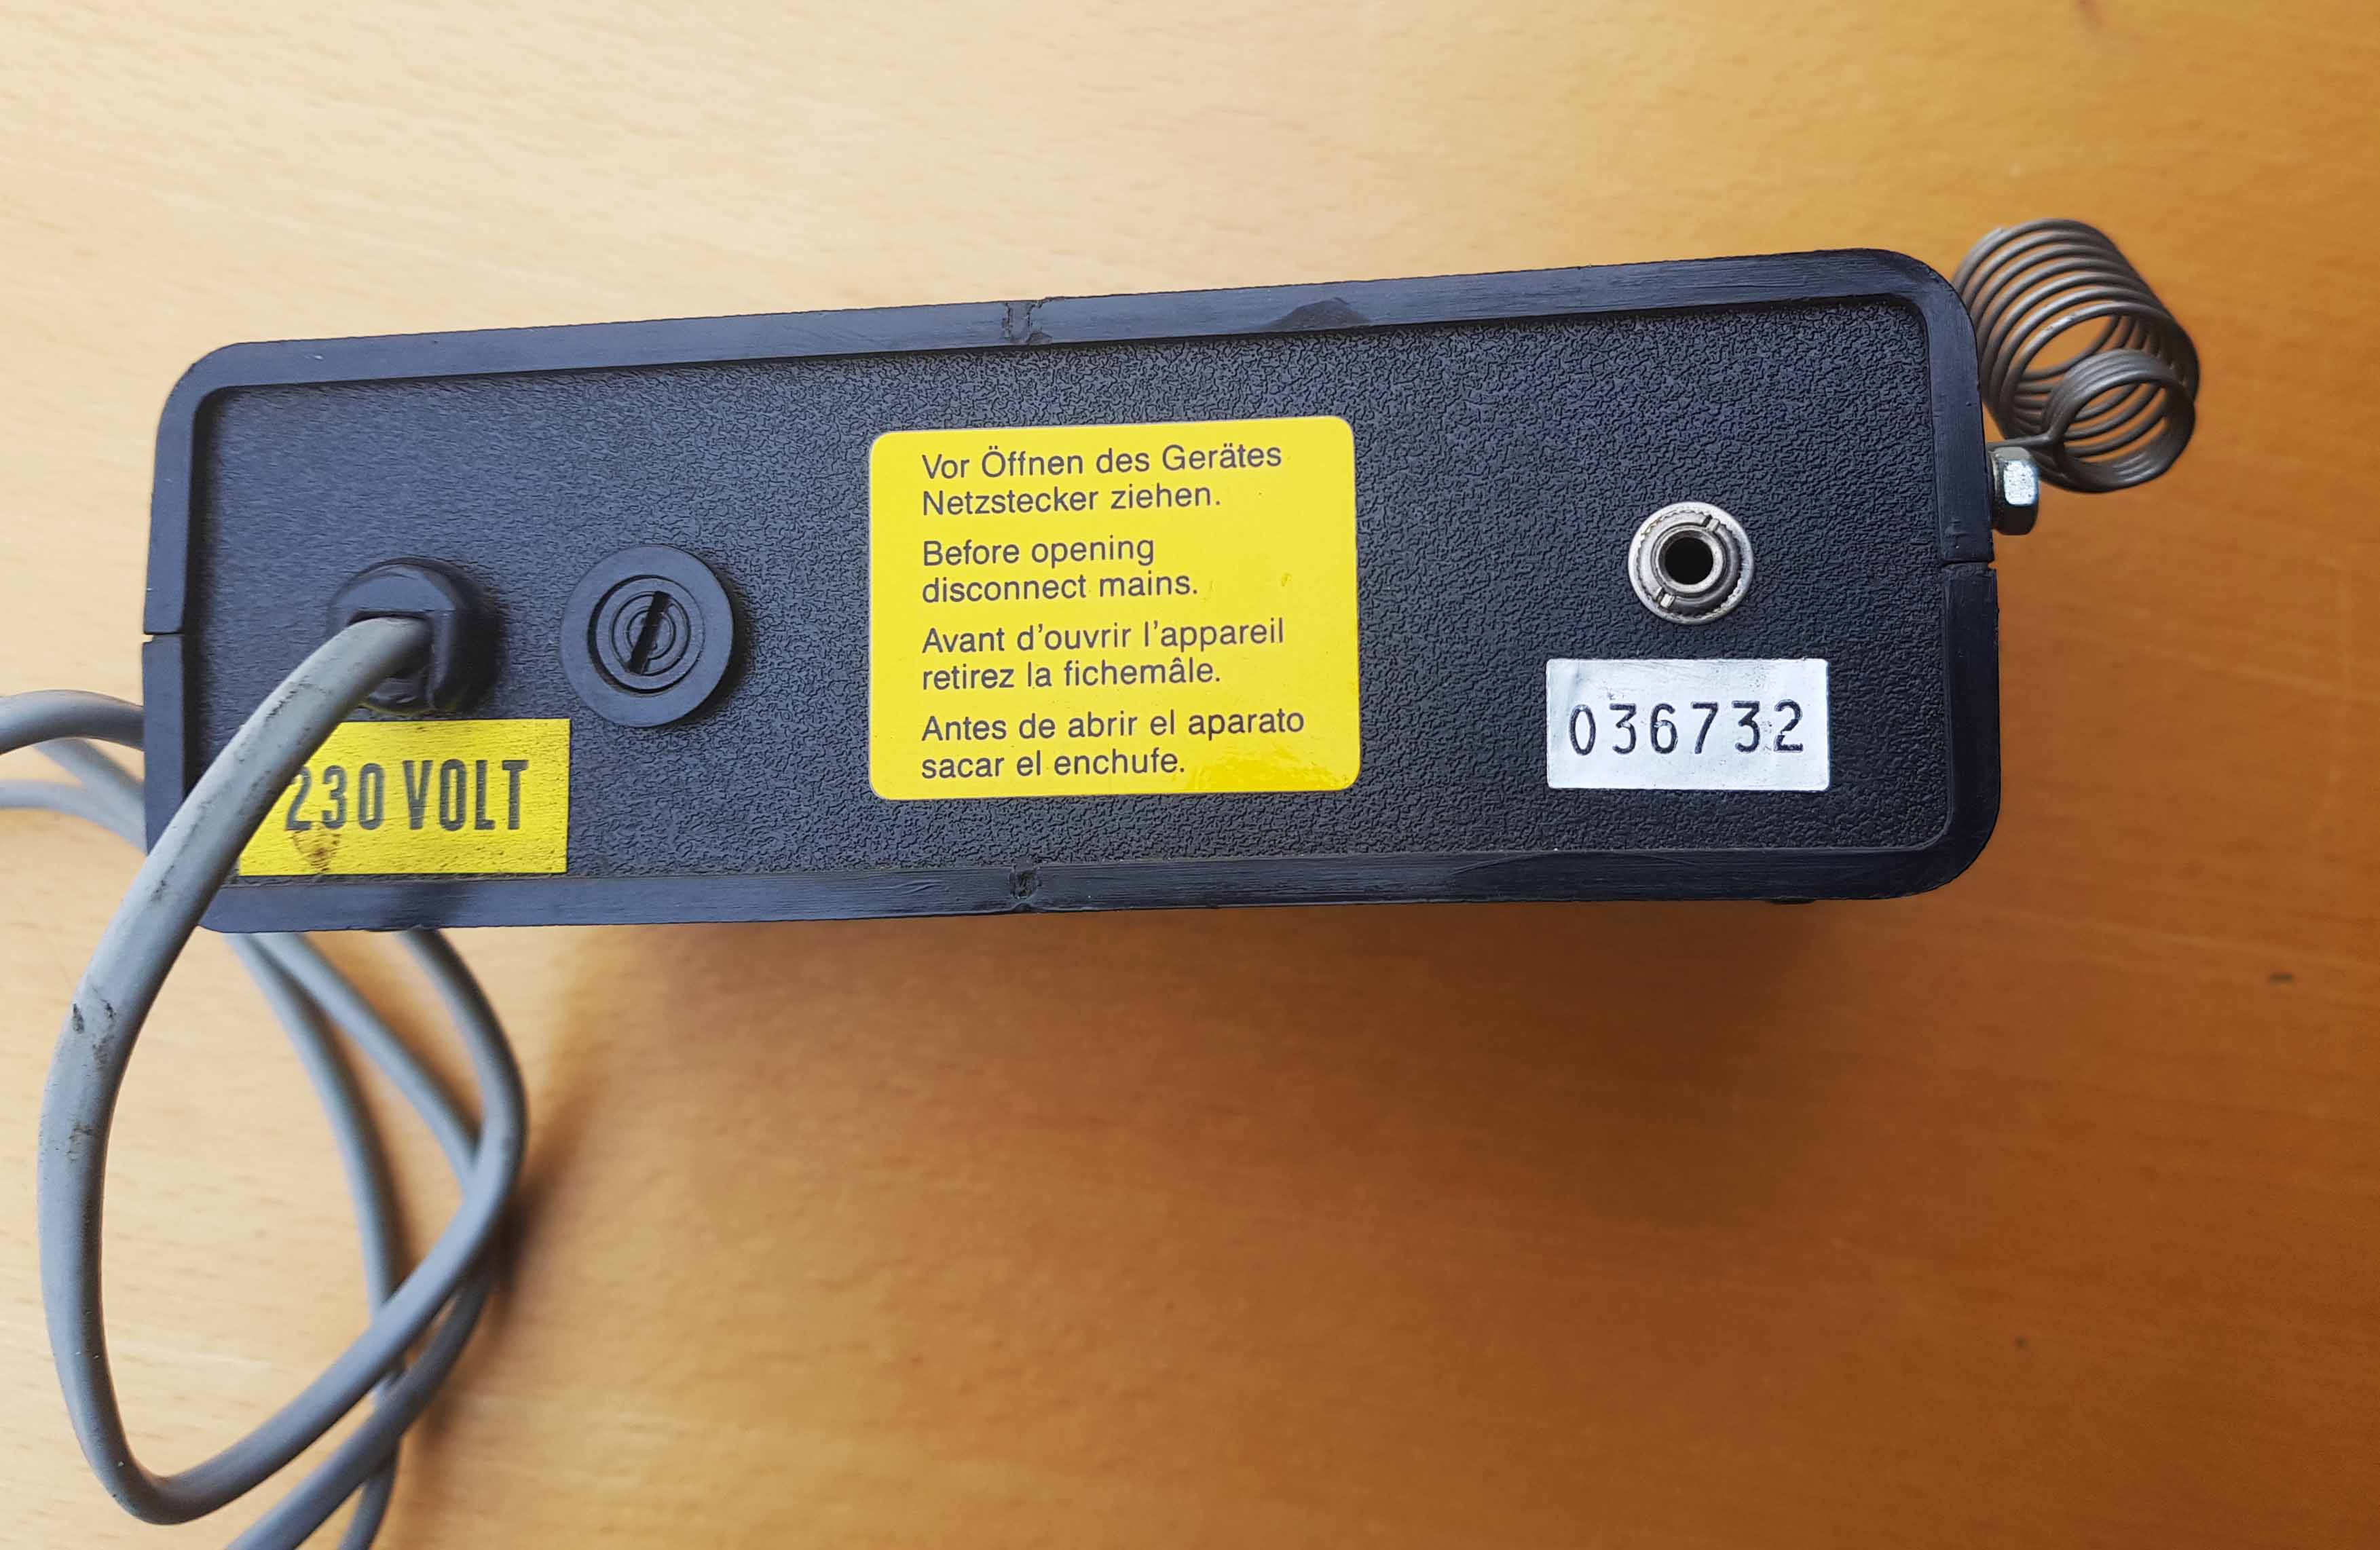 Vor Öffnen des Gerätes
Netzstecker ziehen.
Before opening
disconnect mains.
Avant d'ouvrir l'appareil
retirez la fichemâle.
Antes de abrir el aparato
sacar el enchufe.
230 VOLT
036732